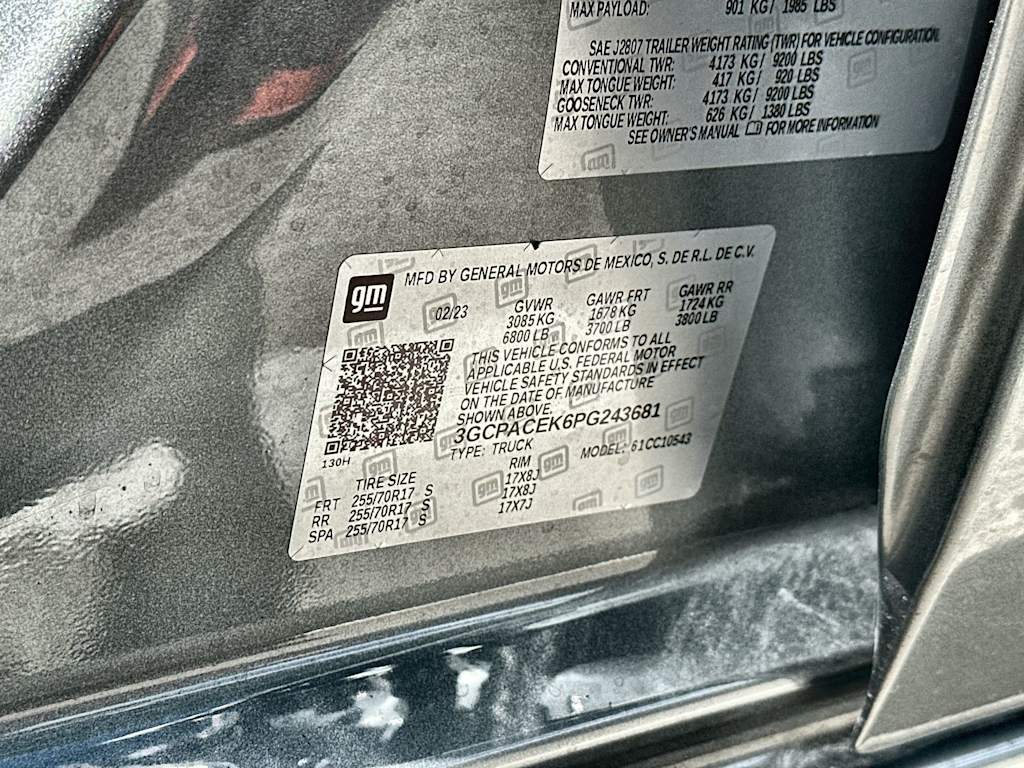 MAX PAYLOAD: 901 KG/ 1985 LBS
SAE J2807 TRAILER WEIGHT RATING (TWR) FOR VEHICLE CONFIGURATION
CONVENTIONAL TWR: 4173 KG/ 9200 LBS
MAX TONGUE WEIGHT: 417 KG/ 920 LBS
GOOSENECK TWR: 4173 KG/ 9200 LBS
MAX TONGUE WEIGHT: 626 KG/ 1380 LBS
SEE OWNER'S MANUAL FOR MORE INFORMATION
gm MFD BY GENERAL MOTORS DE MEXICO, S. DE R.L. DE C.V.
02/23 GVWR GAWR FRT GAWR RR
3085 KG 1678 KG 1724 KG
6800 LB 3700 LB 3800 LB
THIS VEHICLE CONFORMS TO ALL
APPLICABLE U.S. FEDERAL MOTOR
VEHICLE SAFETY STANDARDS IN EFFECT
ON THE DATE OF MANUFACTURE
SHOWN ABOVE.
3GCPACEK6PG243681
130H TYPE: TRUCK MODEL: 61CC10543
TIRE SIZE RIM
FRT 255/70R17 S 17X8J
RR 255/70R17 S 17X8J
SPA 255/70R17 S 17X7J